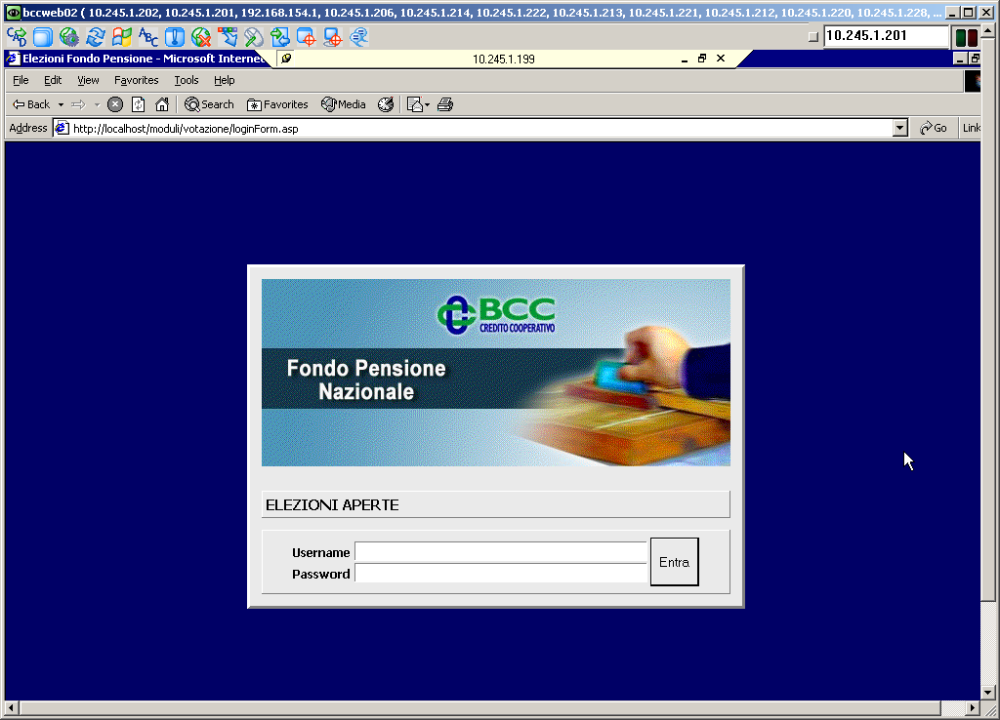 bccweb02 ( 10.245.1.202, 10.245.1.201, 192.168.154.1, 10.245.1.206, 10.245.1.214, 10.245.1.222, 10.245.1.213, 10.245.1.221, 10.245.1.212, 10.245.1.220, 10.245.1.228, ...
10.245.1.201
Elezioni Fondo Pensione - Microsoft Interne
10.245.1.199
File Edit View Favorites Tools Help
Back Search Favorites Media
Address http://localhost/moduli/votazione/loginForm.asp Go Link
BCC
CREDITO COOPERATIVO
Fondo Pensione
Nazionale
ELEZIONI APERTE
Username
Password
Entra